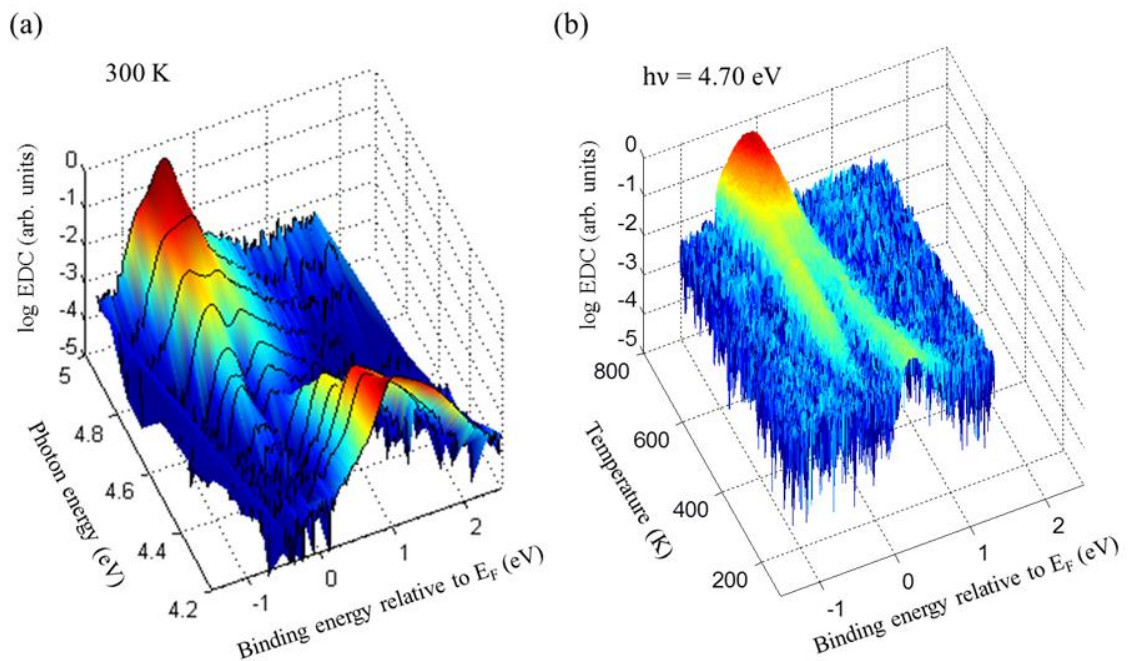 (a)
300 K
log EDC (arb. units)
0
-1
-2
-3
-4
-5
5
4.8
4.6
4.4
4.2
Photon energy (eV)
-1
0
1
2
Binding energy relative to E_F (eV)
(b)
hν = 4.70 eV
log EDC (arb. units)
0
-1
-2
-3
-4
-5
800
600
400
200
Temperature (K)
-1
0
1
2
Binding energy relative to E_F (eV)